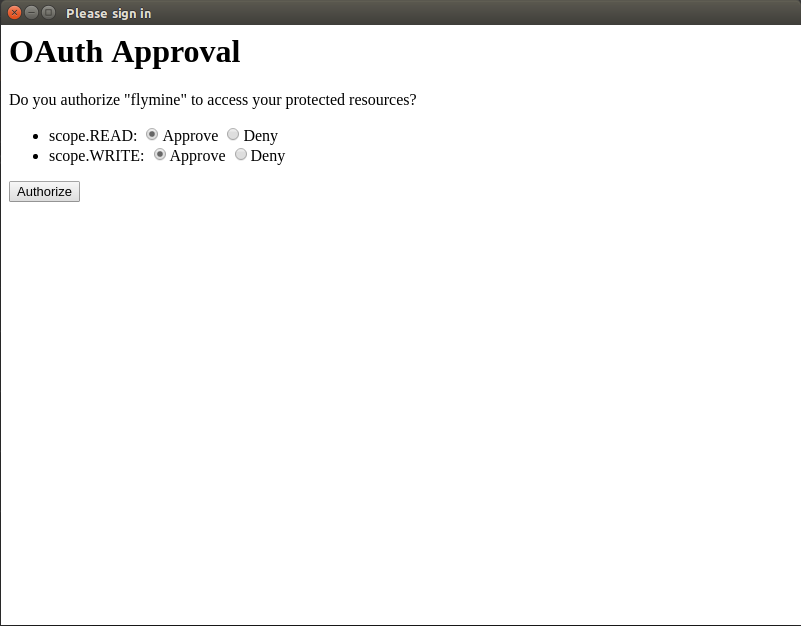 Please sign in
OAuth Approval
Do you authorize "flymine" to access your protected resources?
scope.READ: Approve Deny
scope.WRITE: Approve Deny
Authorize